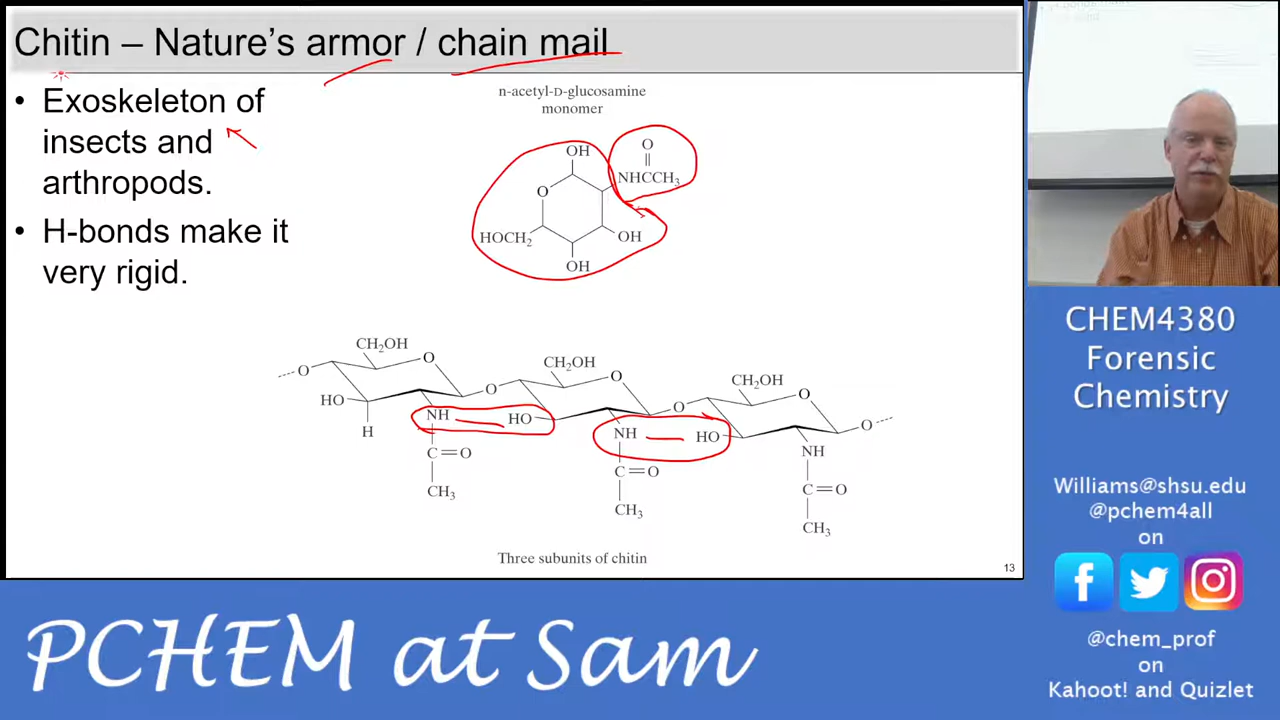 Chitin – Nature's armor / chain mail
• Exoskeleton of
insects and
arthropods.
• H-bonds make it
very rigid.
n-acetyl-D-glucosamine
monomer
OH
O
NHCCH3
O
HOCH2
OH
OH
CH2OH
O
O
HO
H
NH
C=O
CH3
O
CH2OH
O
HO
NH
C=O
CH3
O
CH2OH
O
HO
NH
C=O
CH3
O
Three subunits of chitin
13
CHEM4380
Forensic
Chemistry
Williams@shsu.edu
@pchem4all
on
f
@chem_prof
on
Kahoot! and Quizlet
PCHEM at Sam